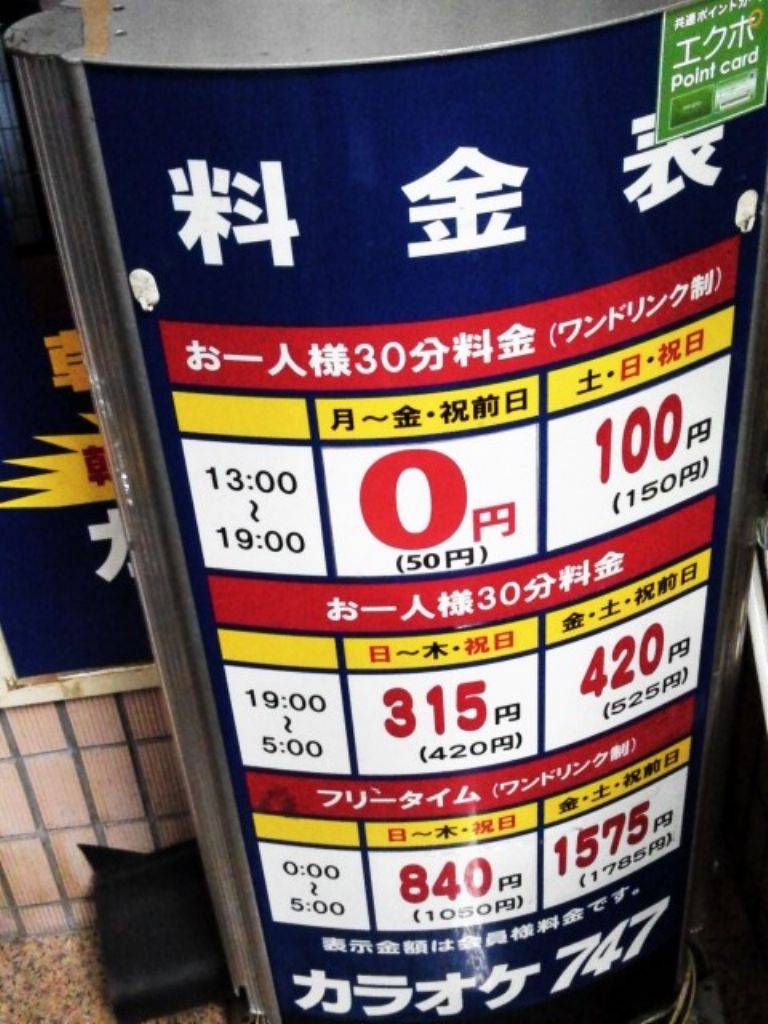 共通ポイントカード
エクポ
Point card
料金表
お一人様30分料金(ワンドリンク制)
月～金・祝前日
土・日・祝日
13:00
～
19:00
0円
(50円)
100円
(150円)
お一人様30分料金
日～木・祝日
金・土・祝前日
19:00
～
5:00
315円
(420円)
420円
(525円)
フリータイム(ワンドリンク制)
日～木・祝日
金・土・祝前日
0:00
～
5:00
840円
(1050円)
1575円
(1785円)
表示金額は会員様料金です。
カラオケ747